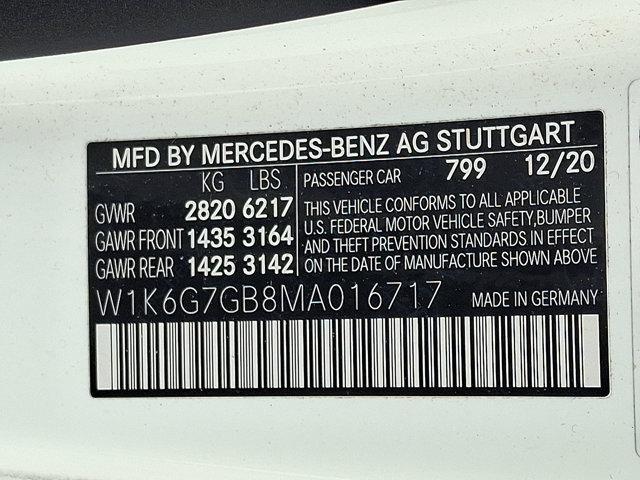 MFD BY MERCEDES-BENZ AG STUTTGART
KG LBS
GVWR 2820 6217
GAWR FRONT 1435 3164
GAWR REAR 1425 3142
PASSENGER CAR 799 12/20
THIS VEHICLE CONFORMS TO ALL APPLICABLE
U.S. FEDERAL MOTOR VEHICLE SAFETY,BUMPER
AND THEFT PREVENTION STANDARDS IN EFFECT
ON THE DATE OF MANUFACTURE SHOWN ABOVE
W1K6G7GB8MA016717 MADE IN GERMANY